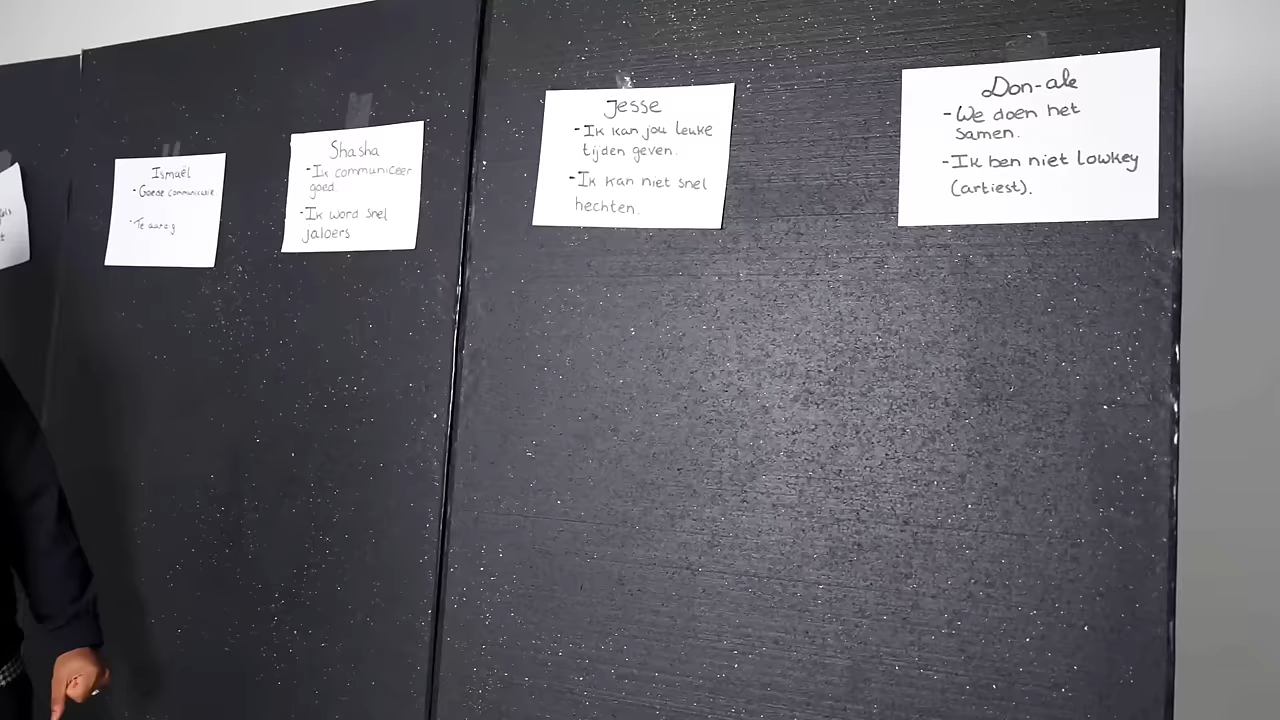 Ismaël
- Goede communicatie
- Te aardig
Shasha
- Ik communiceer
goed.
- Ik word snel
jaloers
Jesse
- Ik kan jou leuke
tijden geven.
- Ik kan niet snel
hechten.
Don-ale
- We doen het
samen.
- Ik ben niet lowkey
(artiest).